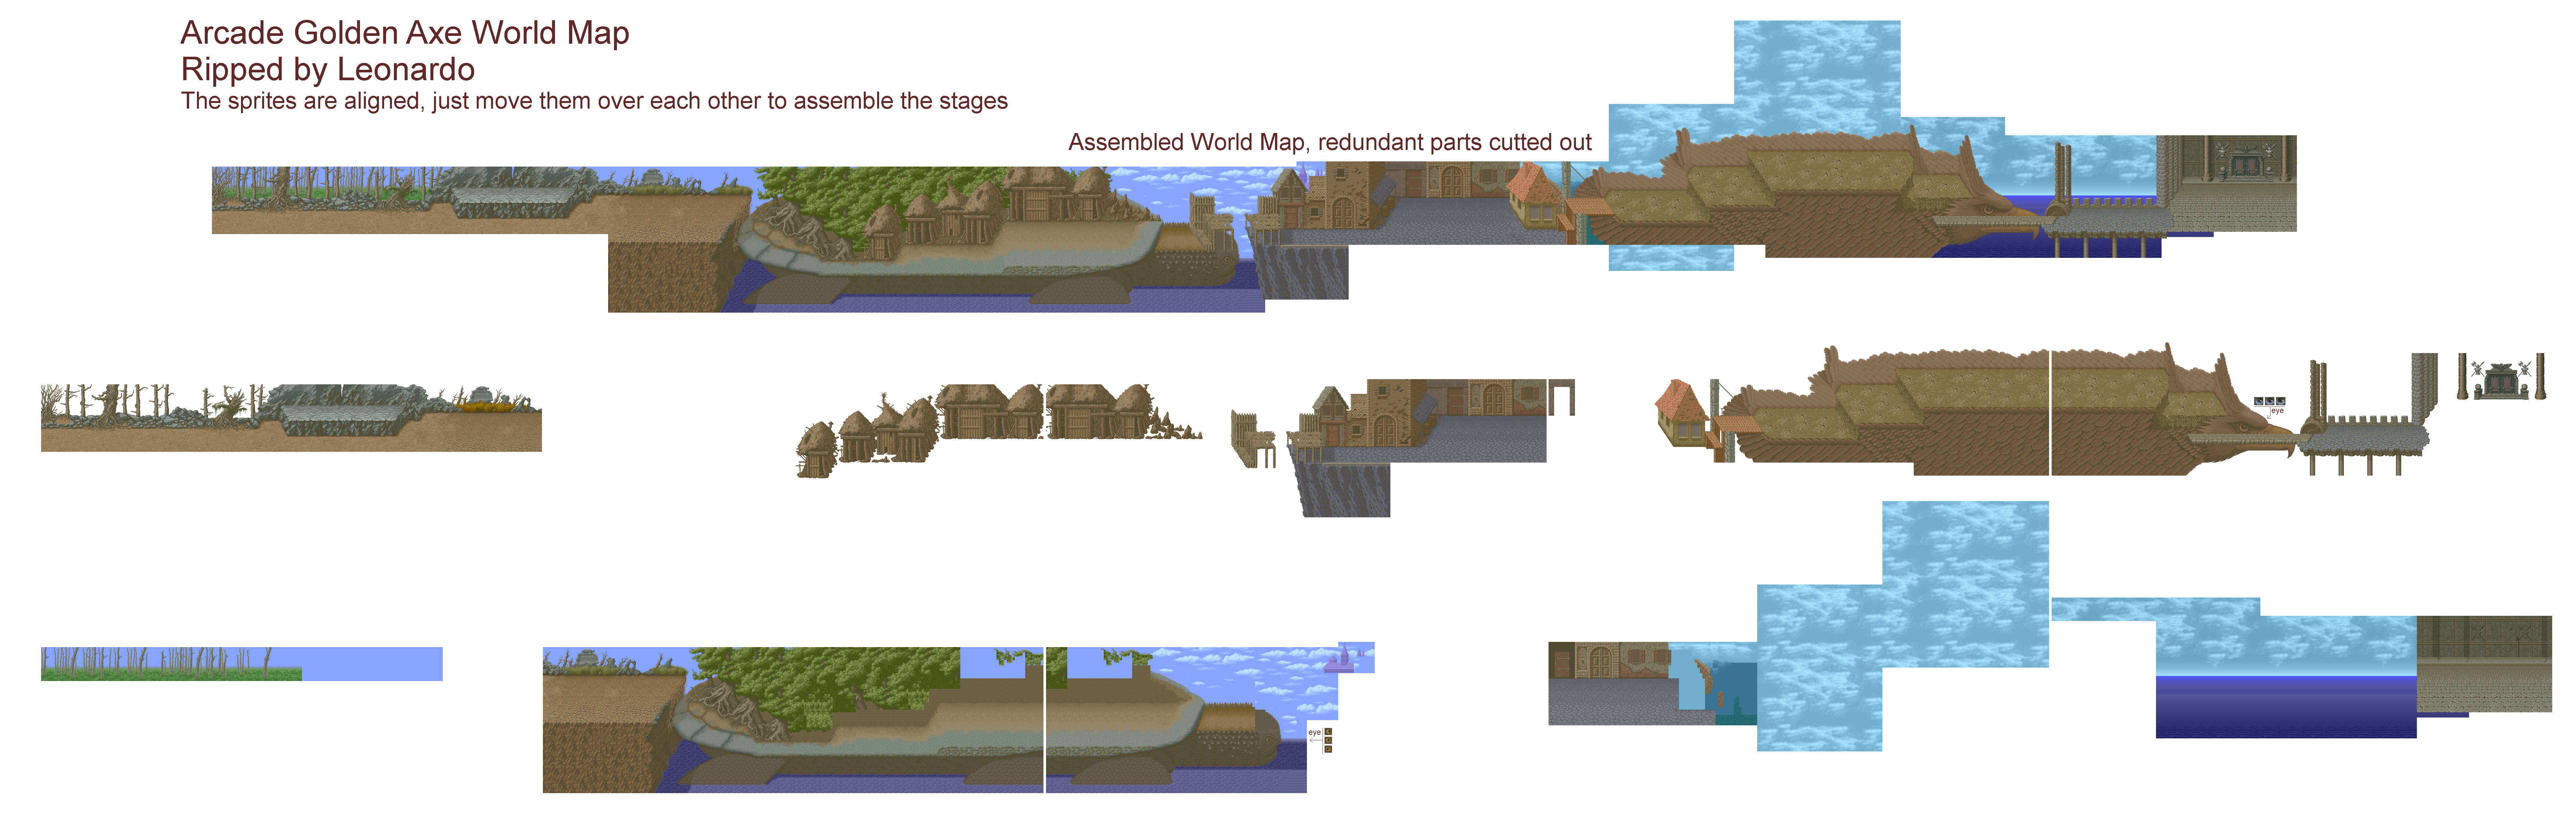 Arcade Golden Axe World Map
Ripped by Leonardo
The sprites are aligned, just move them over each other to assemble the stages
Assembled World Map, redundant parts cutted out
eye
eye